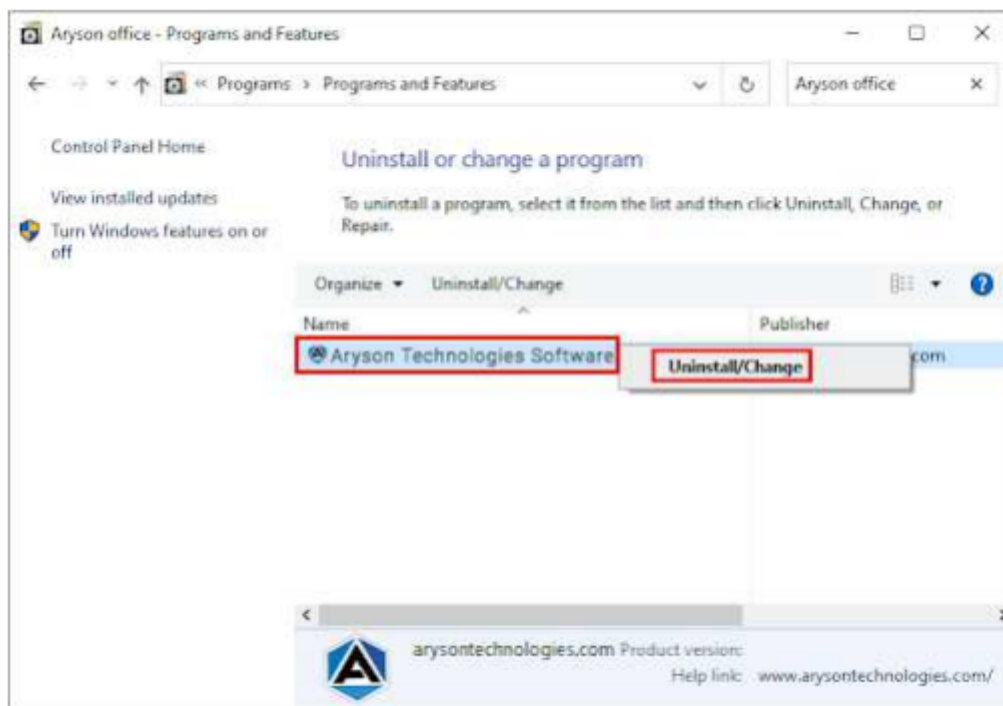 Aryson office - Programs and Features
« Programs > Programs and Features
Aryson office
Control Panel Home
View installed updates
Turn Windows features on or
off
Uninstall or change a program
To uninstall a program, select it from the list and then click Uninstall, Change, or
Repair.
Organize Uninstall/Change
Name Publisher
Aryson Technologies Software
Uninstall/Change
com
arysontechnologies.com Product version:
Help link: www.arysontechnologies.com/